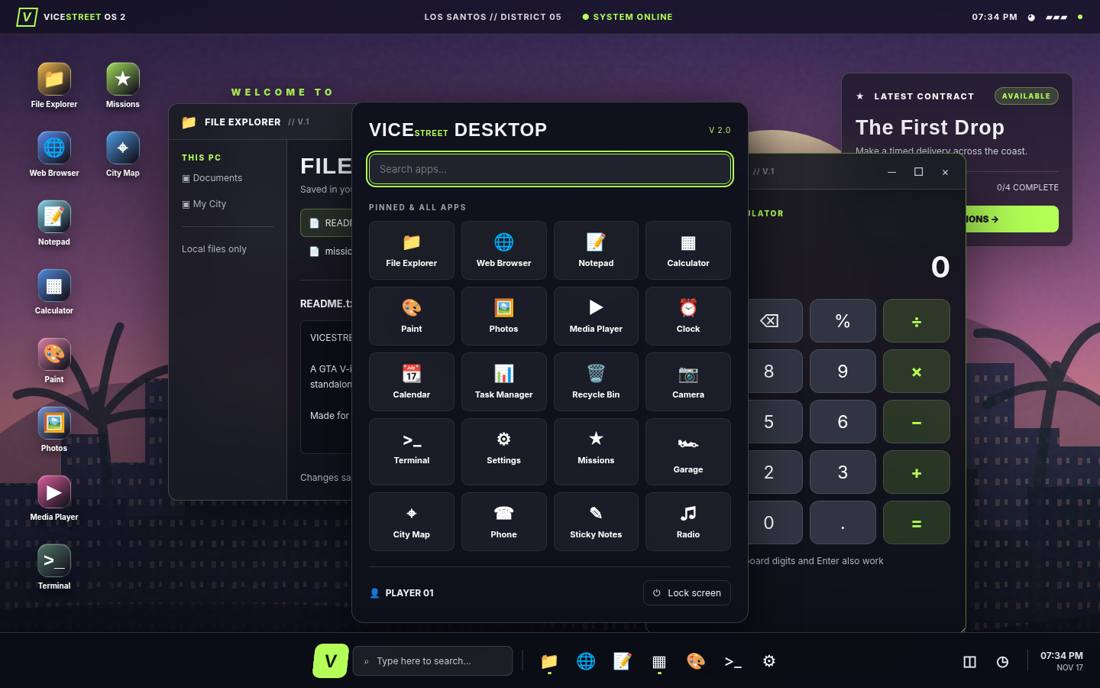 V VICESTREET OS 2
LOS SANTOS // DISTRICT 05
SYSTEM ONLINE
07:34 PM
File Explorer
Missions
Web Browser
City Map
Notepad
Calculator
Paint
Photos
Media Player
>_
Terminal
WELCOME TO
FILE EXPLORER // V.1
THIS PC
Documents
My City
Local files only
FILE
Saved in
README.t
VICESTRE
A GTA V-i
standalon
Made for
Changes sa
VICESTREET DESKTOP
V 2.0
Search apps...
PINNED & ALL APPS
File Explorer
Web Browser
Notepad
Calculator
Paint
Photos
Media Player
Clock
Calendar
Task Manager
Recycle Bin
Camera
>_
Terminal
Settings
Missions
Garage
City Map
Phone
Sticky Notes
Radio
PLAYER 01
Lock screen
LATEST CONTRACT
AVAILABLE
The First Drop
Make a timed delivery across the coast.
0/4 COMPLETE
IONS →
// V.1
— □ ×
ULATOR
0
⌫ % ÷
8 9 ×
5 6 −
2 3 +
0 . =
oard digits and Enter also work
V
Type here to search...
>_
07:34 PM
NOV 17